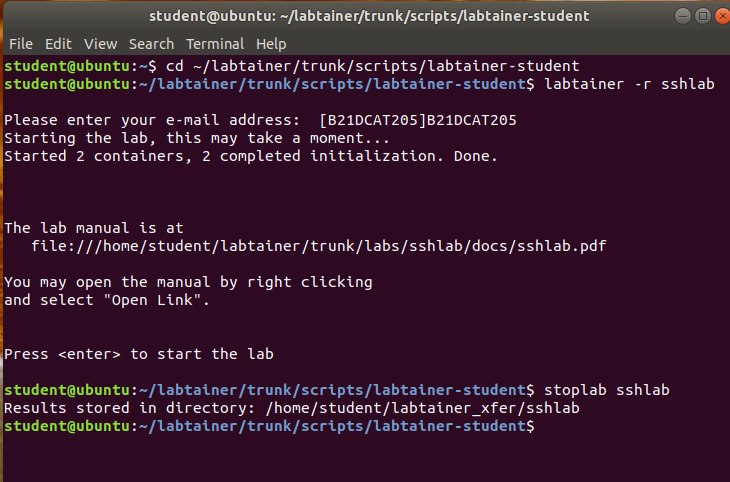 student@ubuntu: ~/labtainer/trunk/scripts/labtainer-student
File Edit View Search Terminal Help
student@ubuntu:~$ cd ~/labtainer/trunk/scripts/labtainer-student
student@ubuntu:~/labtainer/trunk/scripts/labtainer-student$ labtainer -r sshlab
Please enter your e-mail address:  [B21DCAT205]B21DCAT205
Starting the lab, this may take a moment...
Started 2 containers, 2 completed initialization. Done.
The lab manual is at
   file:///home/student/labtainer/trunk/labs/sshlab/docs/sshlab.pdf
You may open the manual by right clicking
and select "Open Link".
Press <enter> to start the lab
student@ubuntu:~/labtainer/trunk/scripts/labtainer-student$ stoplab sshlab
Results stored in directory: /home/student/labtainer_xfer/sshlab
student@ubuntu:~/labtainer/trunk/scripts/labtainer-student$